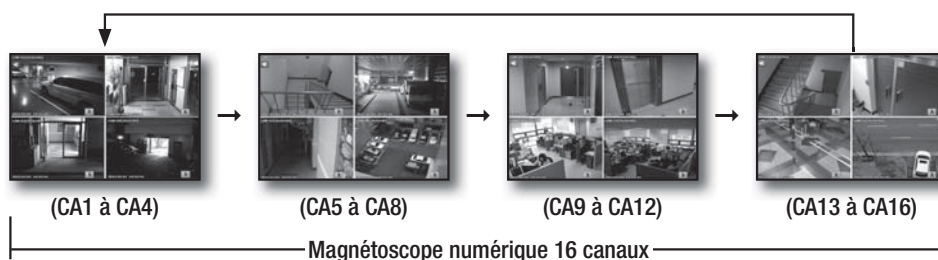 (CA1 à CA4)
(CA5 à CA8)
(CA9 à CA12)
(CA13 à CA16)
Magnétoscope numérique 16 canaux